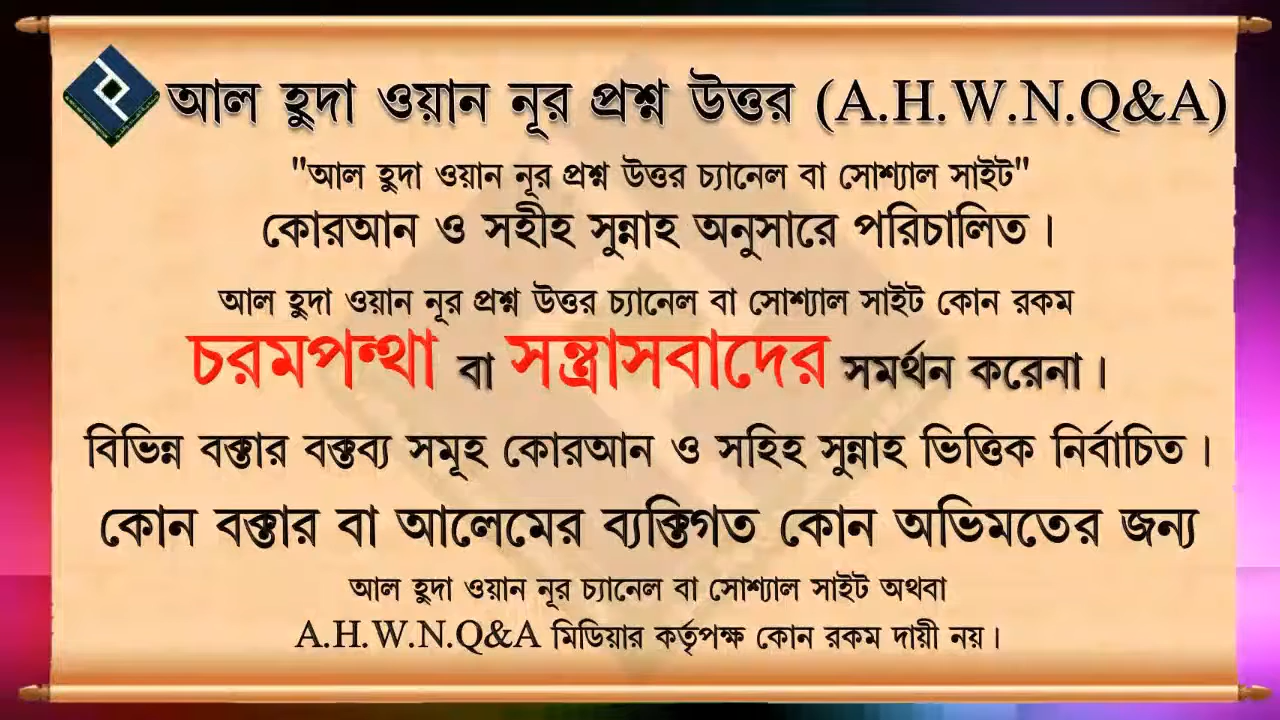 আল হুদা ওয়ান নূর প্রশ্ন উত্তর (A.H.W.N.Q&A)
"আল হুদা ওয়ান নূর প্রশ্ন উত্তর চ্যানেল বা সোশ্যাল সাইট"
কোরআন ও সহীহ সুন্নাহ অনুসারে পরিচালিত।
আল হুদা ওয়ান নূর প্রশ্ন উত্তর চ্যানেল বা সোশ্যাল সাইট কোন রকম
চরমপন্থা বা সন্ত্রাসবাদের সমর্থন করেনা।
বিভিন্ন বক্তার বক্তব্য সমূহ কোরআন ও সহিহ সুন্নাহ ভিত্তিক নির্বাচিত।
কোন বক্তার বা আলেমের ব্যক্তিগত কোন অভিমতের জন্য
আল হুদা ওয়ান নূর চ্যানেল বা সোশ্যাল সাইট অথবা
A.H.W.N.Q&A মিডিয়ার কর্তৃপক্ষ কোন রকম দায়ী নয়।